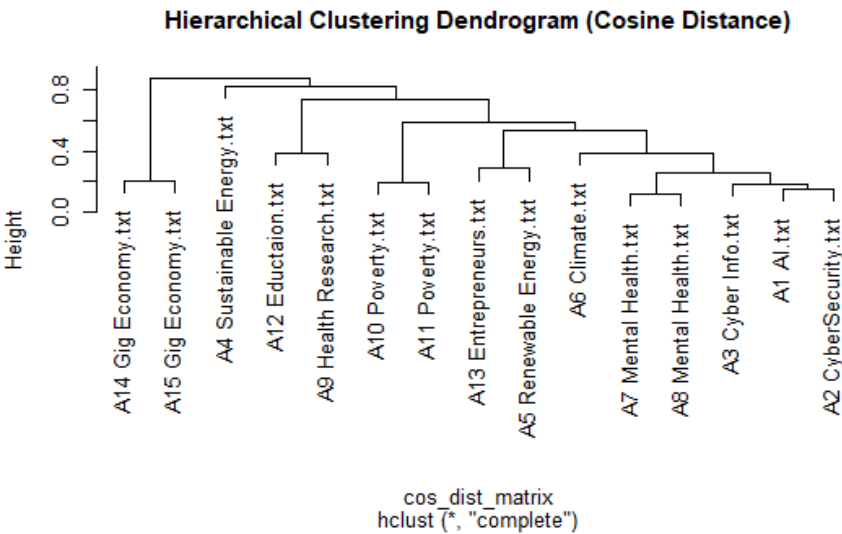 Hierarchical Clustering Dendrogram (Cosine Distance)
Height
0.0
0.4
0.8
A14 Gig Economy.txt
A15 Gig Economy.txt
A4 Sustainable Energy.txt
A12 Eductaion.txt
A9 Health Research.txt
A10 Poverty.txt
A11 Poverty.txt
A13 Entrepreneurs.txt
A5 Renewable Energy.txt
A6 Climate.txt
A7 Mental Health.txt
A8 Mental Health.txt
A3 Cyber Info.txt
A1 AI.txt
A2 CyberSecurity.txt
cos_dist_matrix
hclust (*, "complete")